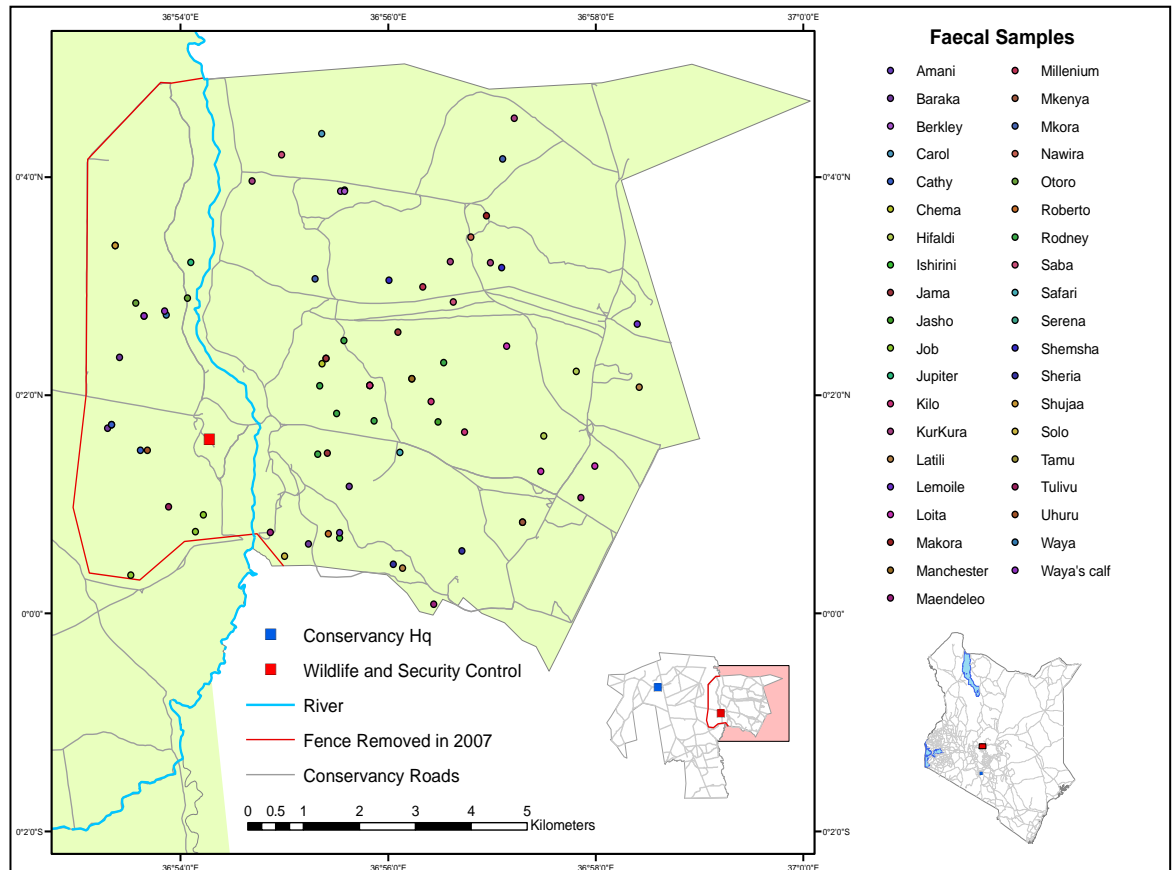 36°54'0"E 36°56'0"E 36°58'0"E 37°0'0"E
Faecal Samples
Amani
Baraka
Berkley
Carol
Cathy
Chema
Hifaldi
Ishirini
Jama
Jasho
Job
Jupiter
Kilo
KurKura
Latili
Lemoile
Loita
Makora
Manchester
Maendeleo
Millenium
Mkenya
Mkora
Nawira
Otoro
Roberto
Rodney
Saba
Safari
Serena
Shemsha
Sheria
Shujaa
Solo
Tamu
Tulivu
Uhuru
Waya
Waya's calf
0°4'0"N 0°4'0"N
0°2'0"N 0°2'0"N
0°0'0" 0°0'0"
0°2'0"S 0°2'0"S
Conservancy Hq
Wildlife and Security Control
River
Fence Removed in 2007
Conservancy Roads
0 0.5 1 2 3 4 5
Kilometers
36°54'0"E 36°56'0"E 36°58'0"E 37°0'0"E